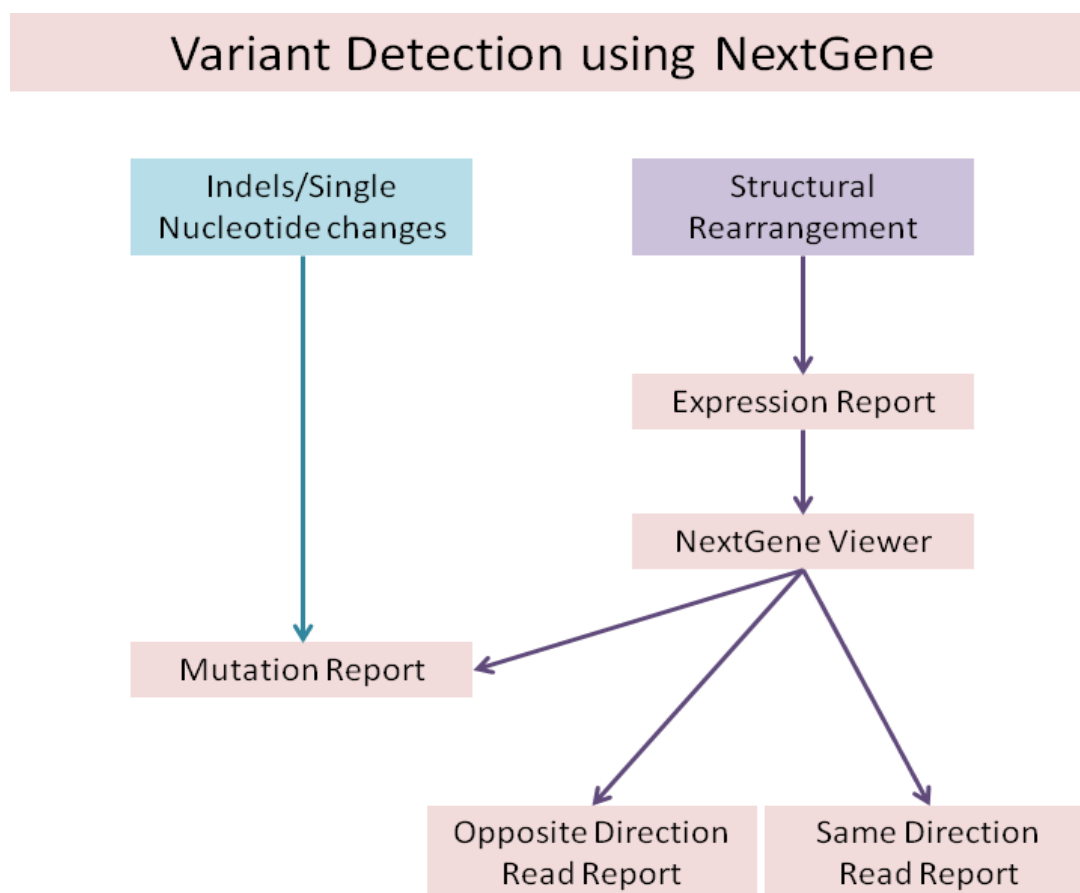 Variant Detection using NextGene
Indels/Single
Nucleotide changes
Structural
Rearrangement
Expression Report
NextGene Viewer
Mutation Report
Opposite Direction
Read Report
Same Direction
Read Report